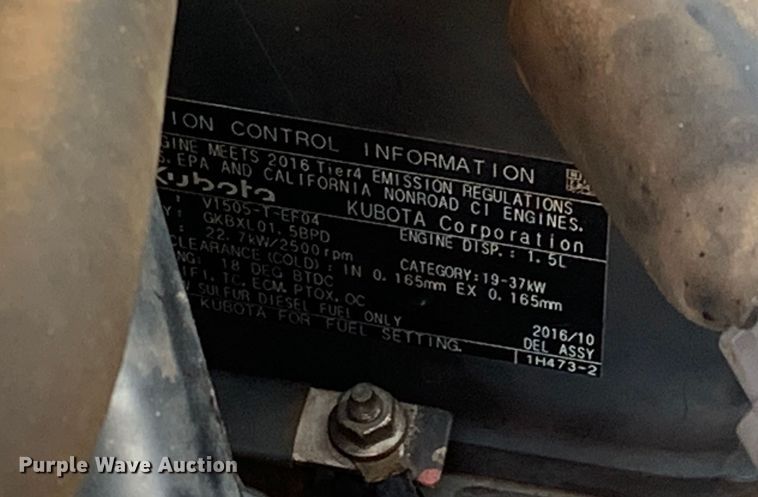 ION CONTROL INFORMATION
GINE MEETS 2016 Tier4 EMISSION REGULATIONS
S. EPA AND CALIFORNIA NONROAD CI ENGINES.
Kubota KUBOTA Corporation
V1505-T-EF04 ENGINE DISP.: 1.5L
GKBXL01.5BPD
22.7kW/2500rpm CATEGORY:19-37kW
CLEARANCE(COLD): IN 0.165mm EX 0.165mm
NG: 18 DEG BTDC
IFI, TC, ECM, PTOX, OC
SULFUR DIESEL FUEL ONLY 2016/10
KUBOTA FOR FUEL SETTING. DEL ASSY
1H473-2
Purple Wave Auction